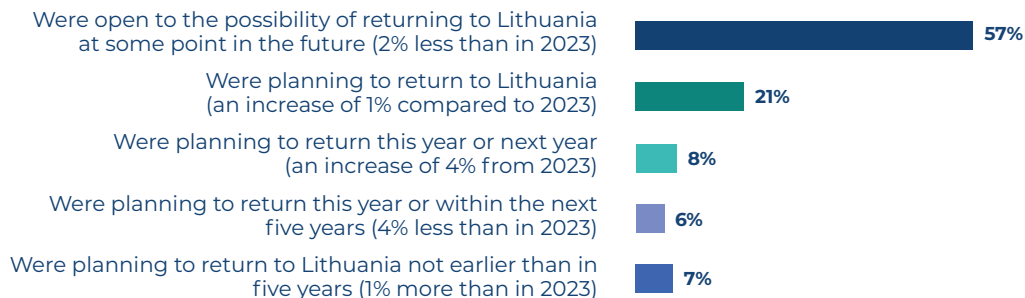 Were open to the possibility of returning to Lithuania
at some point in the future (2% less than in 2023)
57%
Were planning to return to Lithuania
(an increase of 1% compared to 2023)
21%
Were planning to return this year or next year
(an increase of 4% from 2023)
8%
Were planning to return this year or within the next
five years (4% less than in 2023)
6%
Were planning to return to Lithuania not earlier than in
five years (1% more than in 2023)
7%